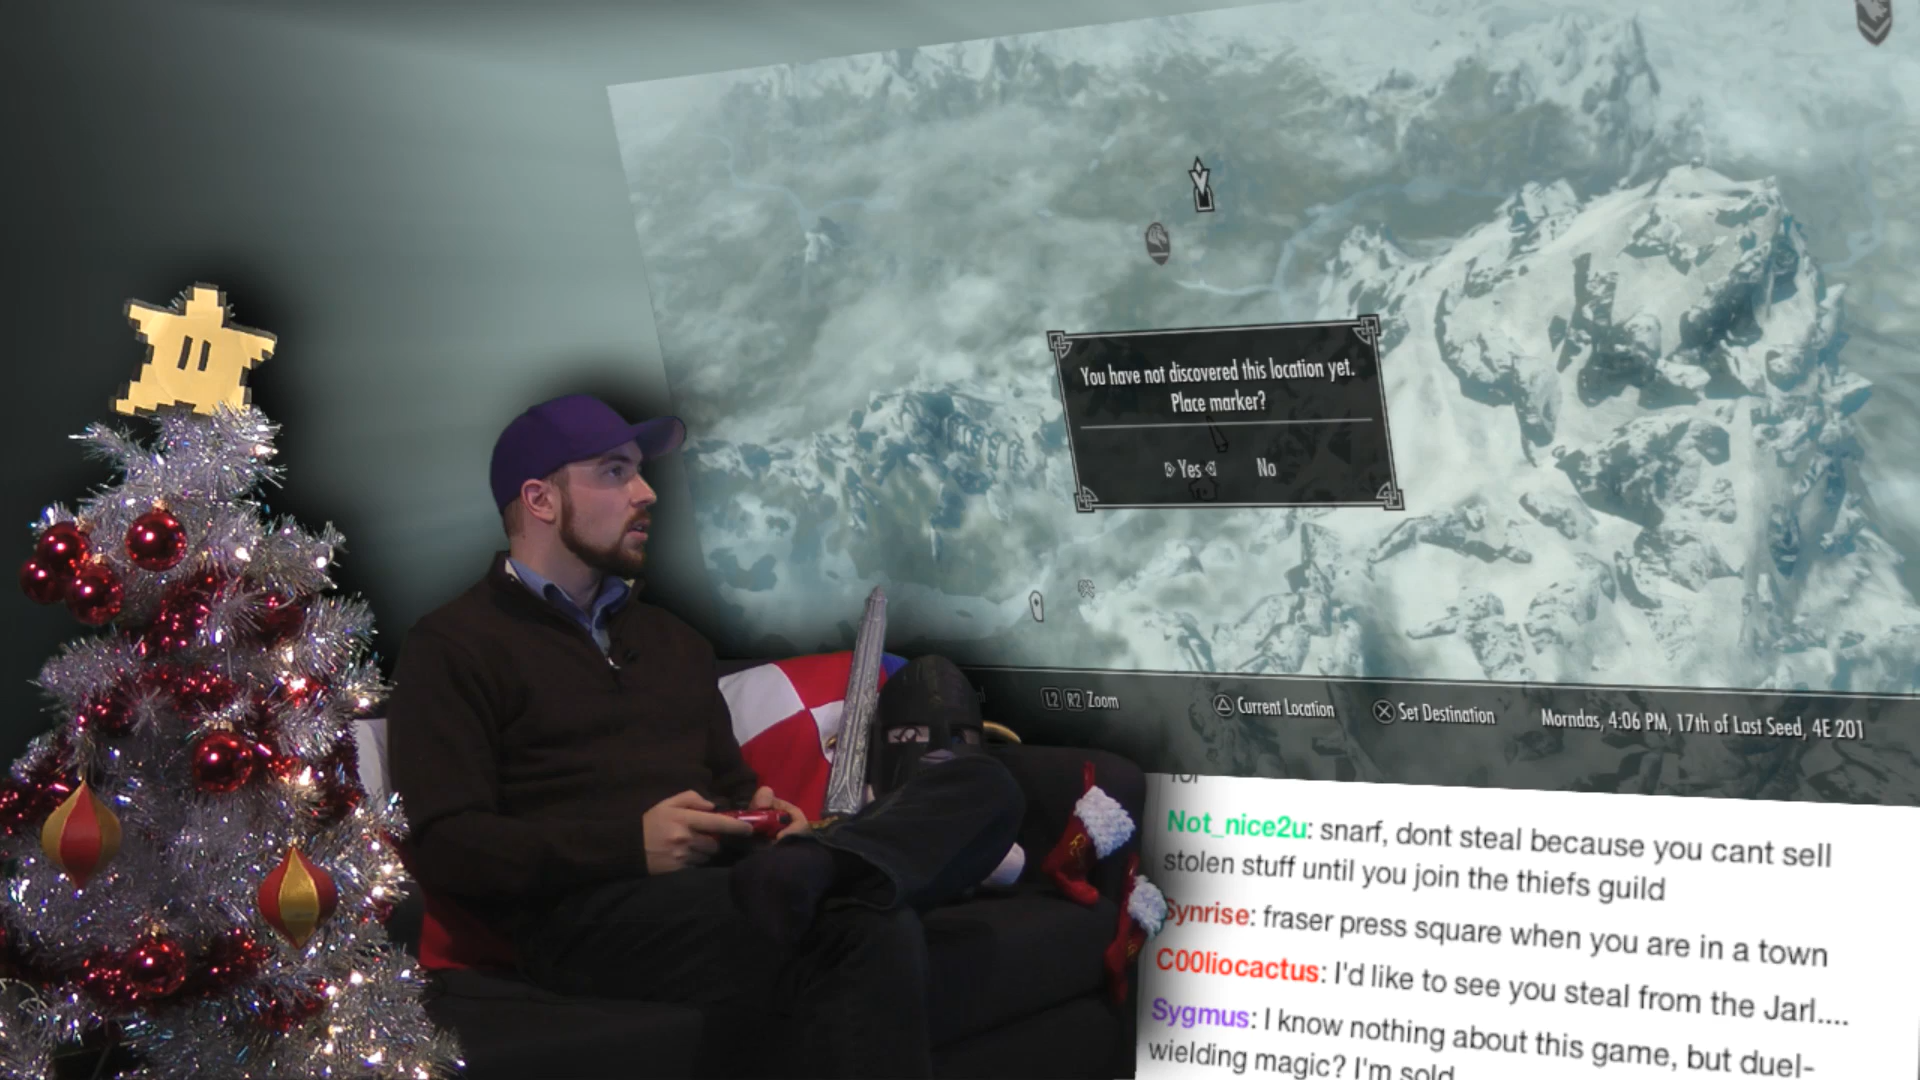 You have not discovered this location yet.
Place marker?
Yes No
L2 R2 Zoom
Current Location
Set Destination
Morndas, 4:06 PM, 17th of Last Seed, 4E 201
for
Not_nice2u: snarf, dont steal because you cant sell
stolen stuff until you join the thiefs guild
Synrise: fraser press square when you are in a town
C00liocactus: I'd like to see you steal from the Jarl....
Sygmus: I know nothing about this game, but duel-
wielding magic? I'm sold